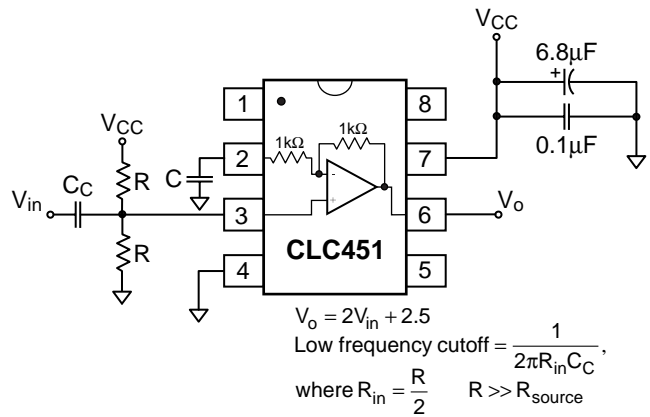 VCC
6.8µF
+
0.1µF
1
8
VCC
1kΩ
1kΩ
2
7
R
C
-
Vin
CC
3
+
6
Vo
R
CLC451
4
5
Vo = 2Vin + 2.5
Low frequency cutoff = 1 / 2πRinCC ,
where Rin = R / 2 R >> Rsource